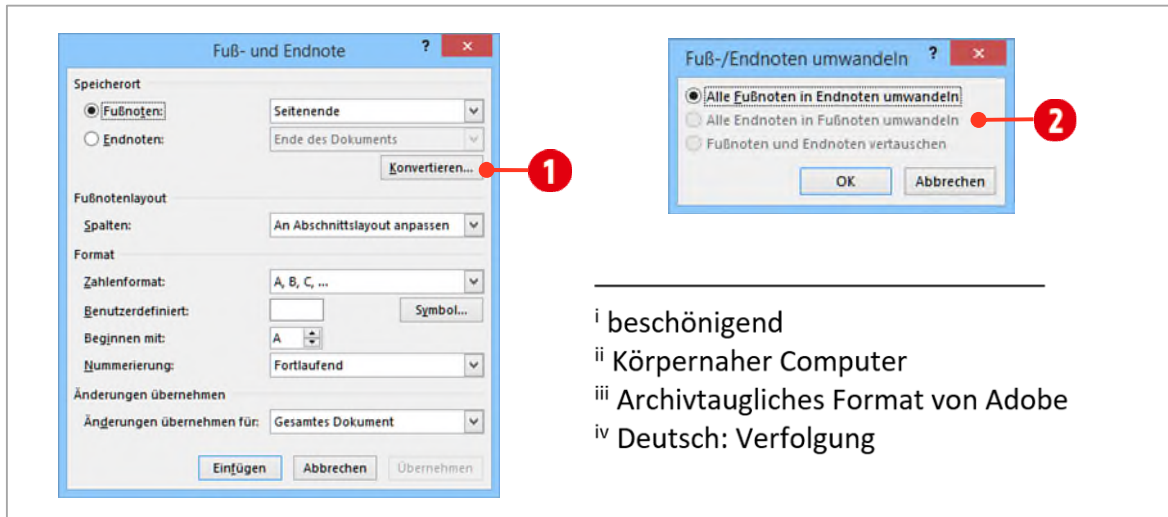 Fuß- und Endnote ?
Speicherort
Fußnoten: Seitenende
Endnoten: Ende des Dokuments
Konvertieren... 1
Fußnotenlayout
Spalten: An Abschnittslayout anpassen
Format
Zahlenformat: A, B, C, ...
Benutzerdefiniert: Symbol...
Beginnen mit: A
Nummerierung: Fortlaufend
Änderungen übernehmen
Änderungen übernehmen für: Gesamtes Dokument
Einfügen Abbrechen Übernehmen
Fuß-/Endnoten umwandeln ?
Alle Fußnoten in Endnoten umwandeln
Alle Endnoten in Fußnoten umwandeln 2
Fußnoten und Endnoten vertauschen
OK Abbrechen
i beschönigend
ii Körpernaher Computer
iii Archivtaugliches Format von Adobe
iv Deutsch: Verfolgung